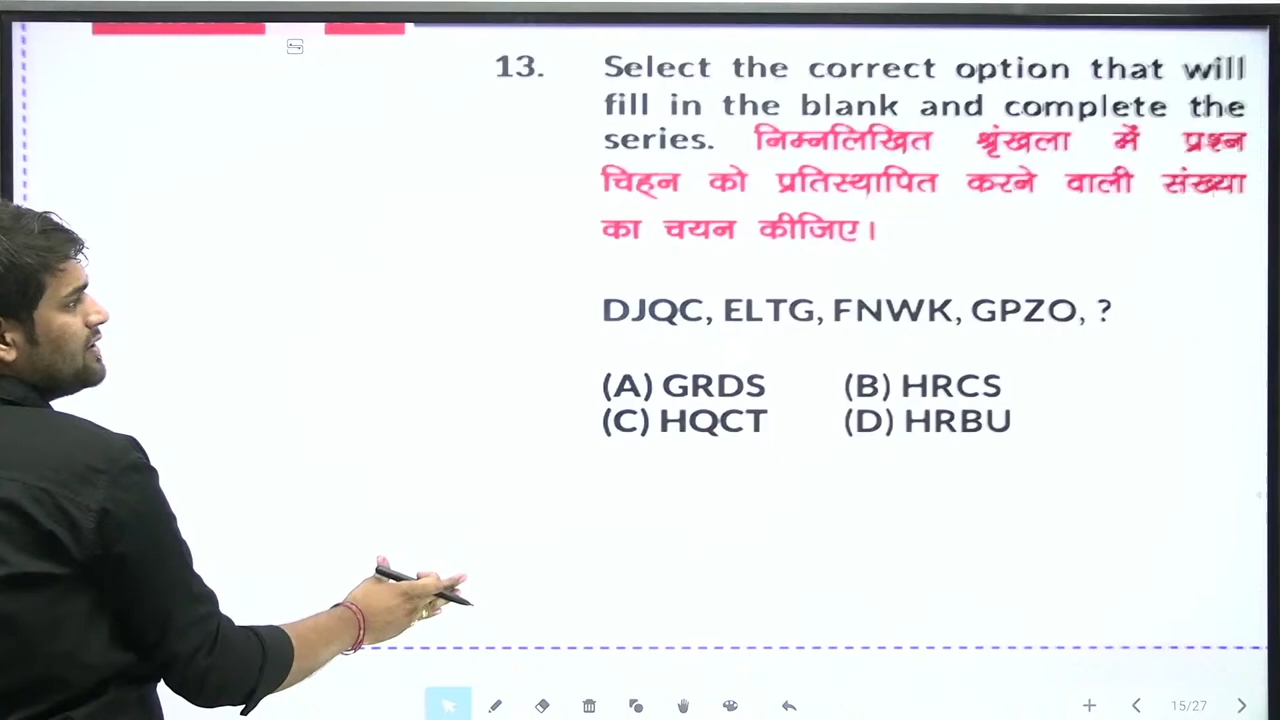 13. Select the correct option that will
fill in the blank and complete the
series. निम्नलिखित श्रृंखला में प्रश्न
चिह्न को प्रतिस्थापित करने वाली संख्या
का चयन कीजिए।
DJQC, ELTG, FNWK, GPZO, ?
(A) GRDS (B) HRCS
(C) HQCT (D) HRBU
15/27